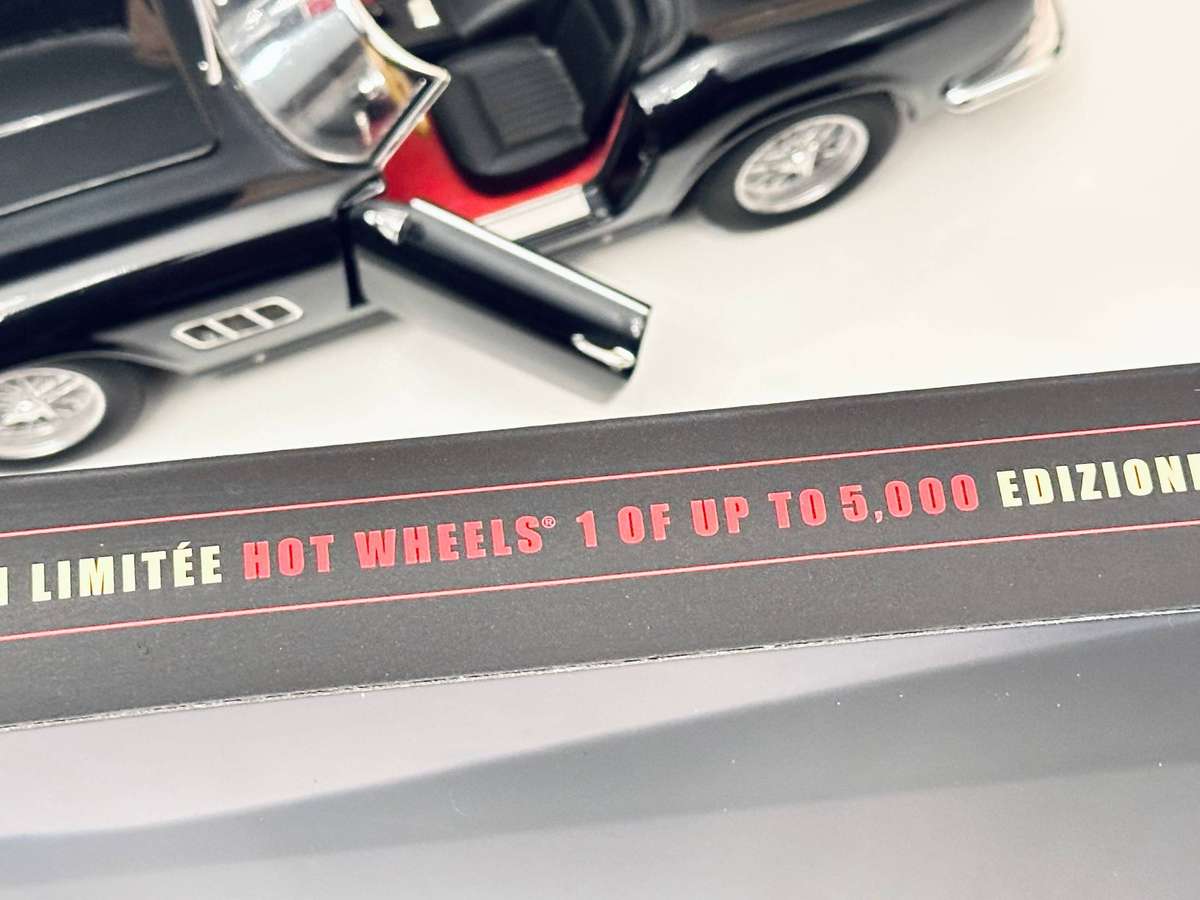 LIMITÉE HOT WHEELS® 1 OF UP TO 5,000 EDIZIONE